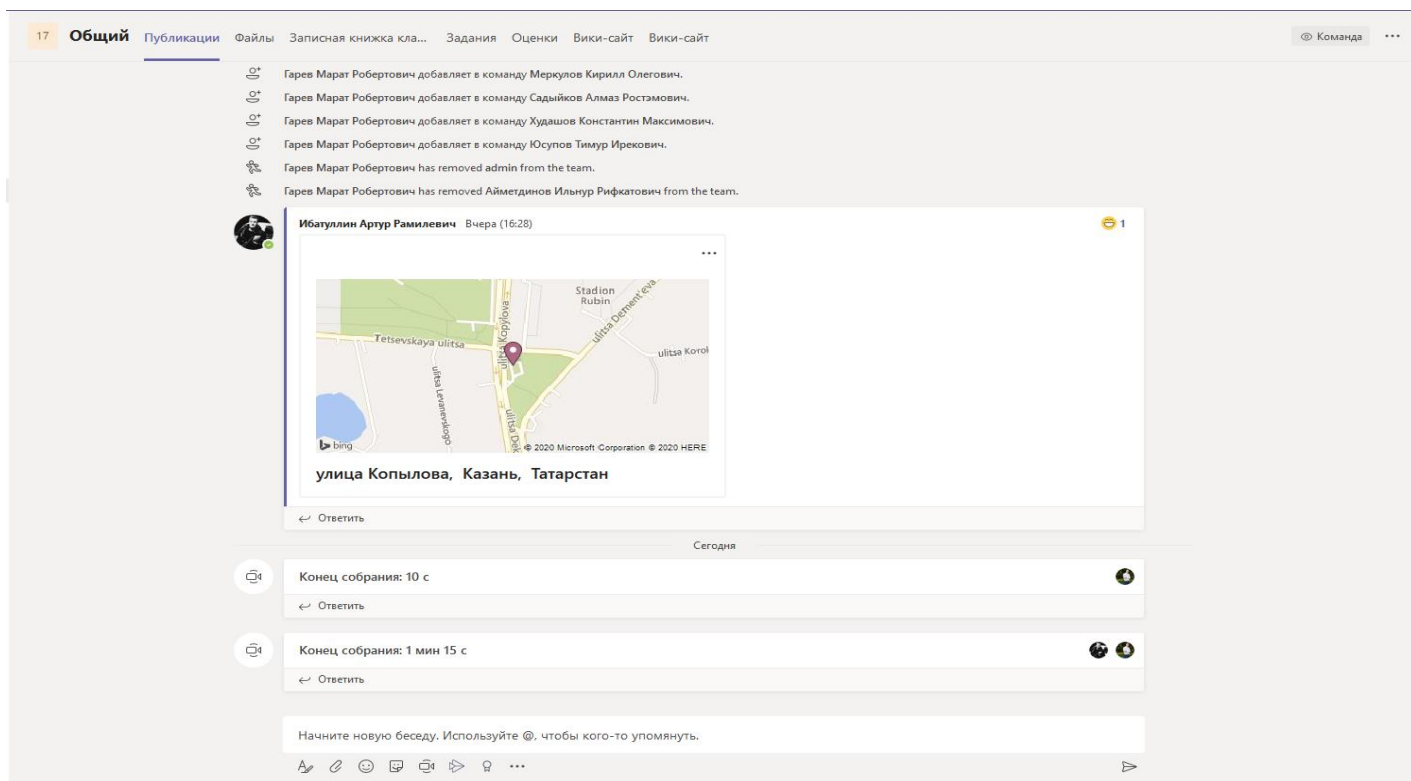 17 Общий Публикации Файлы Записная книжка кла... Задания Оценки Вики-сайт Вики-сайт Команда
Гарев Марат Робертович добавляет в команду Меркулов Кирилл Олегович.
Гарев Марат Робертович добавляет в команду Садыйков Алмаз Ростэмович.
Гарев Марат Робертович добавляет в команду Худашов Константин Максимович.
Гарев Марат Робертович добавляет в команду Юсупов Тимур Ирекович.
Гарев Марат Робертович has removed admin from the team.
Гарев Марат Робертович has removed Айметдинов Ильнур Рифкатович from the team.
Ибатуллин Артур Рамилевич Вчера (16:28) 1
Stadion
Rubin
ulitsa Dement'eva
ulitsa Kopylova
Tetsevskaya ulitsa
ulitsa Korol
ulitsa Levanevskogo
ulitsa Dek
bing
© 2020 Microsoft Corporation © 2020 HERE
улица Копылова, Казань, Татарстан
Ответить
Сегодня
Конец собрания: 10 с
Ответить
Конец собрания: 1 мин 15 с
Ответить
Начните новую беседу. Используйте @, чтобы кого-то упомянуть.